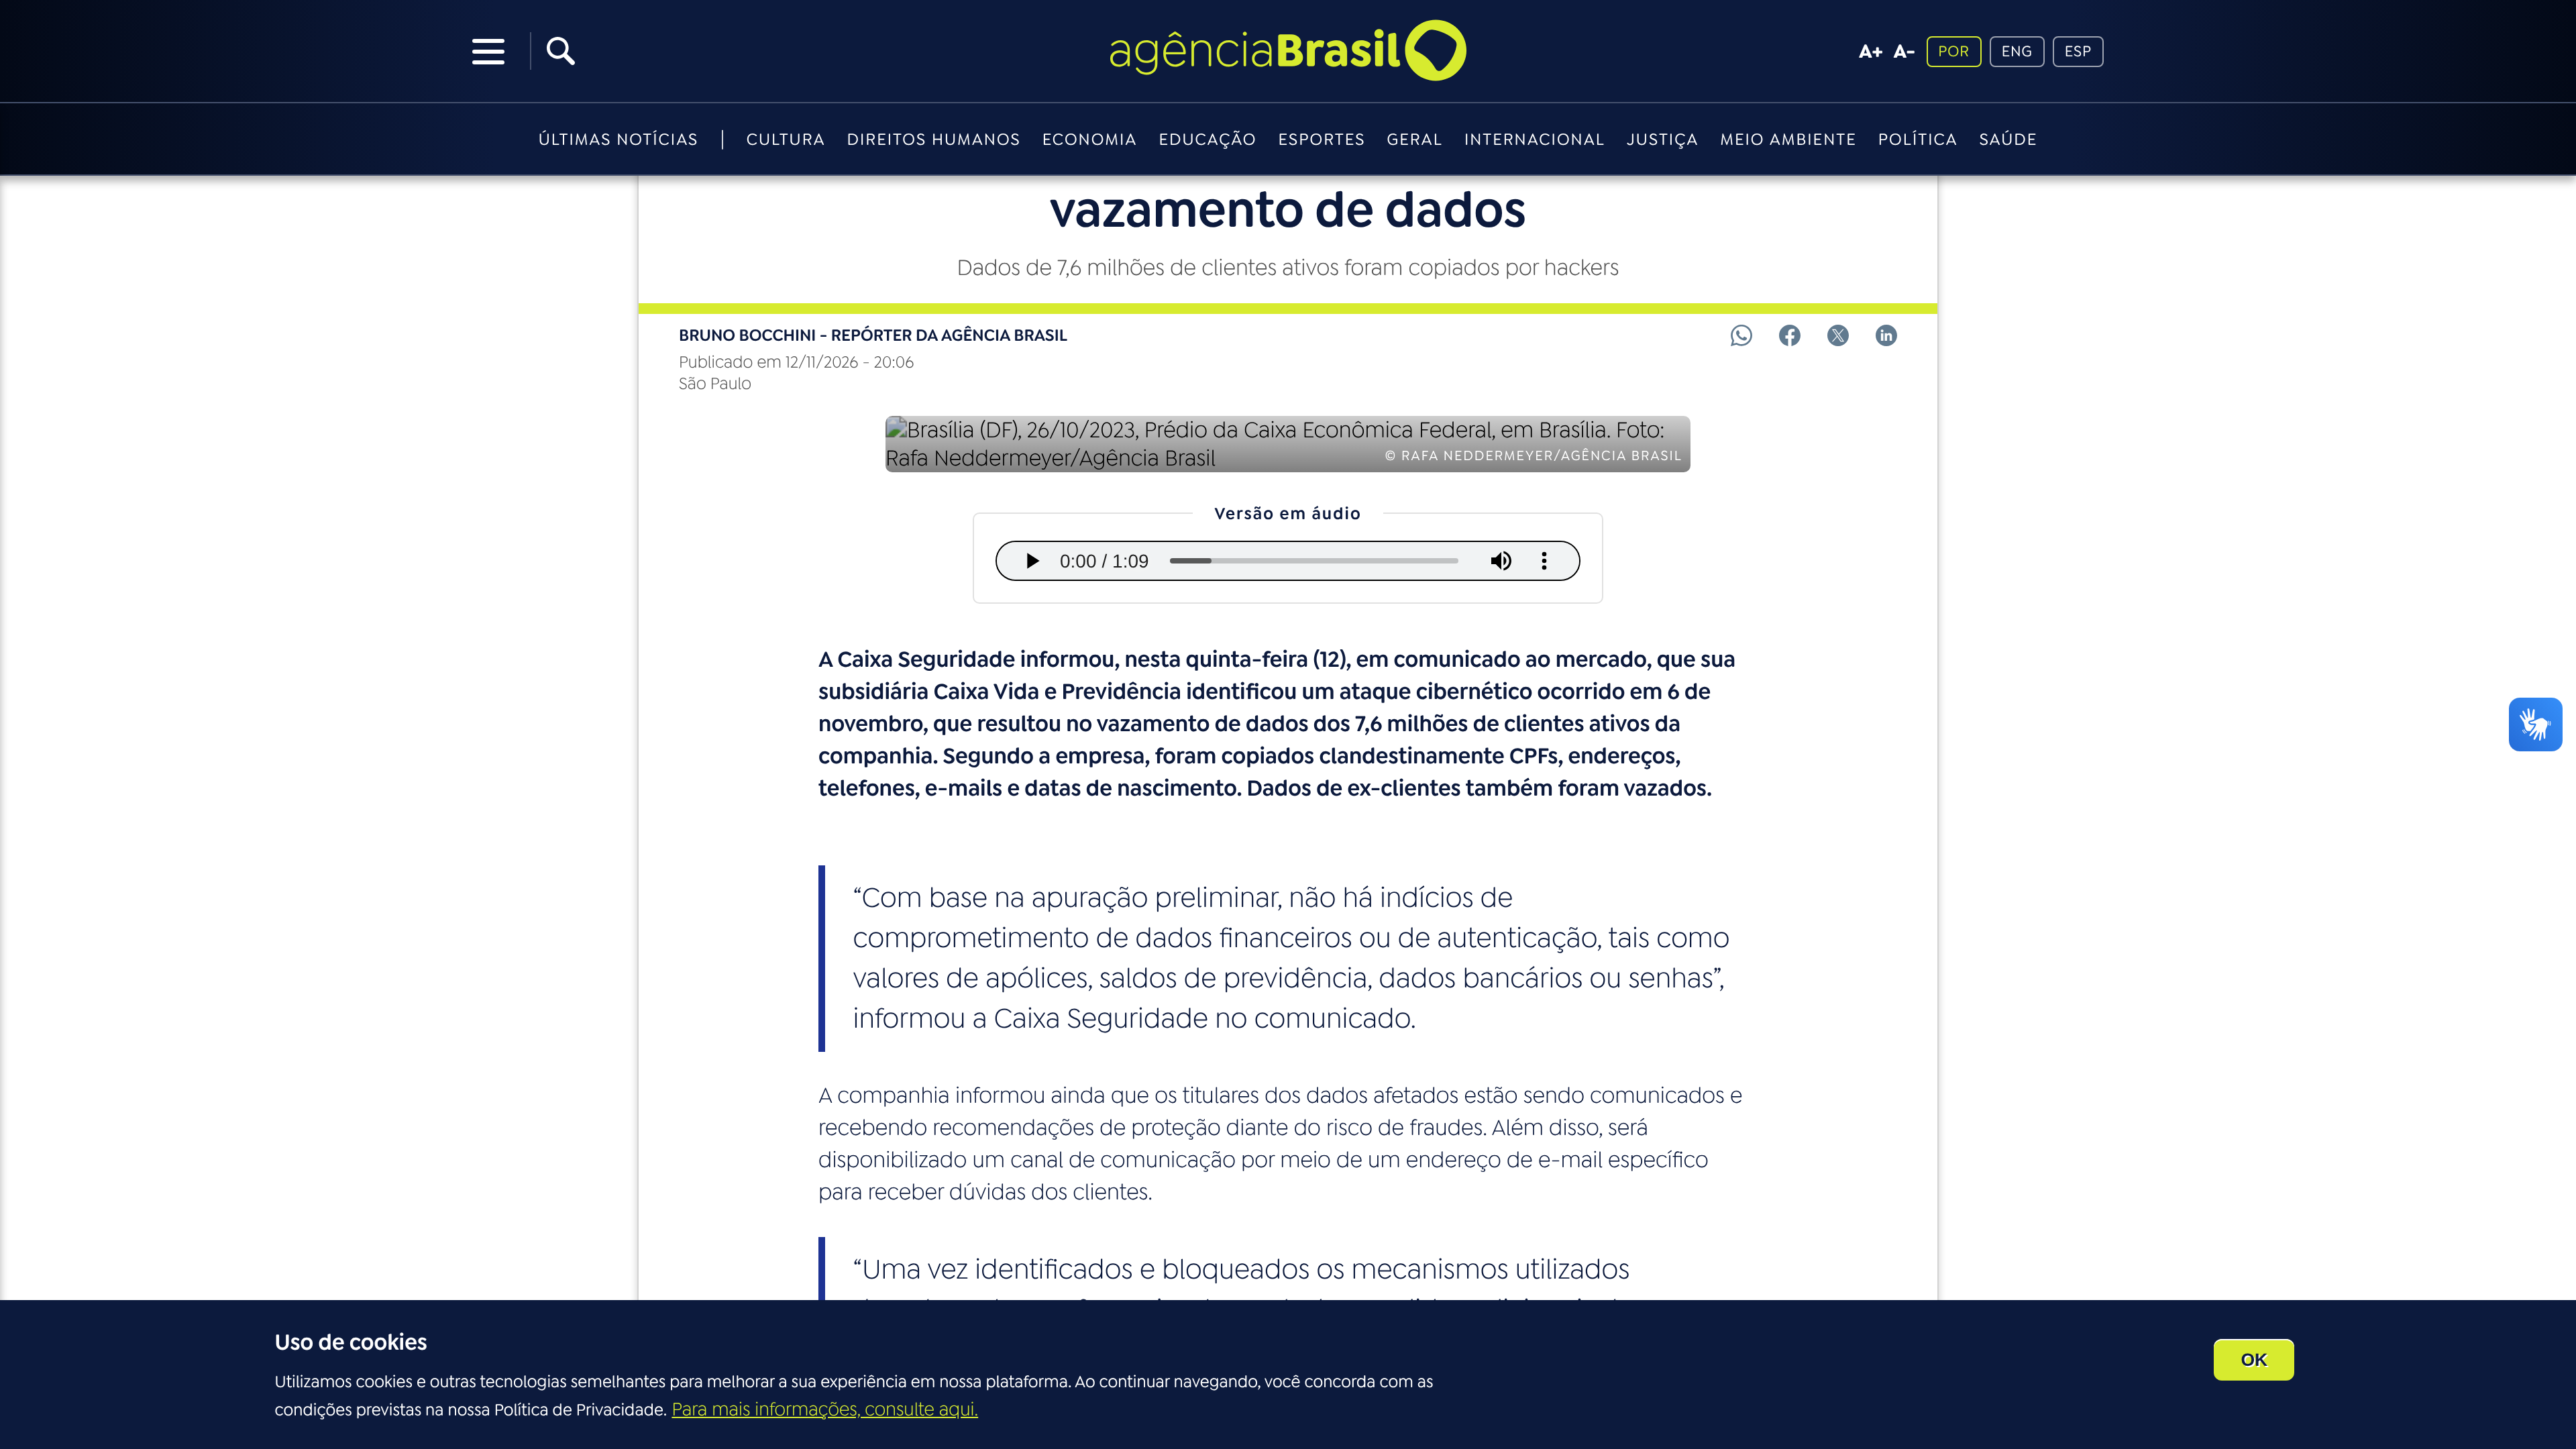 agênciaBrasil
A+ A- POR ENG ESP
ÚLTIMAS NOTÍCIAS | CULTURA DIREITOS HUMANOS ECONOMIA EDUCAÇÃO ESPORTES GERAL INTERNACIONAL JUSTIÇA MEIO AMBIENTE POLÍTICA SAÚDE
vazamento de dados
Dados de 7,6 milhões de clientes ativos foram copiados por hackers
BRUNO BOCCHINI - REPÓRTER DA AGÊNCIA BRASIL
Publicado em 12/11/2026 - 20:06
São Paulo
Brasília (DF), 26/10/2023, Prédio da Caixa Econômica Federal, em Brasília. Foto:
Rafa Neddermeyer/Agência Brasil
© RAFA NEDDERMEYER/AGÊNCIA BRASIL
Versão em áudio
0:00 / 1:09
A Caixa Seguridade informou, nesta quinta-feira (12), em comunicado ao mercado, que sua
subsidiária Caixa Vida e Previdência identificou um ataque cibernético ocorrido em 6 de
novembro, que resultou no vazamento de dados dos 7,6 milhões de clientes ativos da
companhia. Segundo a empresa, foram copiados clandestinamente CPFs, endereços,
telefones, e-mails e datas de nascimento. Dados de ex-clientes também foram vazados.
“Com base na apuração preliminar, não há indícios de
comprometimento de dados financeiros ou de autenticação, tais como
valores de apólices, saldos de previdência, dados bancários ou senhas”,
informou a Caixa Seguridade no comunicado.
A companhia informou ainda que os titulares dos dados afetados estão sendo comunicados e
recebendo recomendações de proteção diante do risco de fraudes. Além disso, será
disponibilizado um canal de comunicação por meio de um endereço de e-mail específico
para receber dúvidas dos clientes.
“Uma vez identificados e bloqueados os mecanismos utilizados
Uso de cookies
Utilizamos cookies e outras tecnologias semelhantes para melhorar a sua experiência em nossa plataforma. Ao continuar navegando, você concorda com as
condições previstas na nossa Política de Privacidade. Para mais informações, consulte aqui.
OK